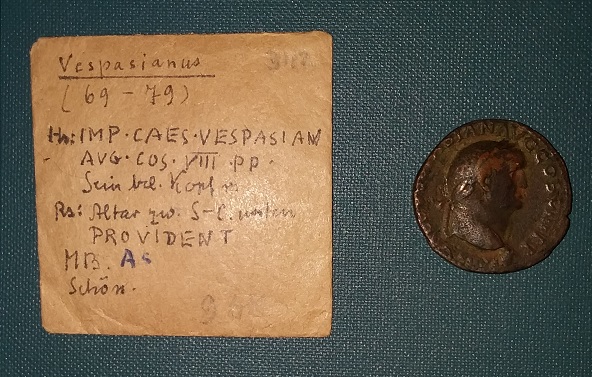 Vespasianus
(69-79)
Hs: IMP·CAES·VESPASIAN
AVG·COS·VIII·PP·
Sein bel. Kopf r.
Rs: Altar zw. S-C. unten
PROVIDENT
MB. As
Schön.